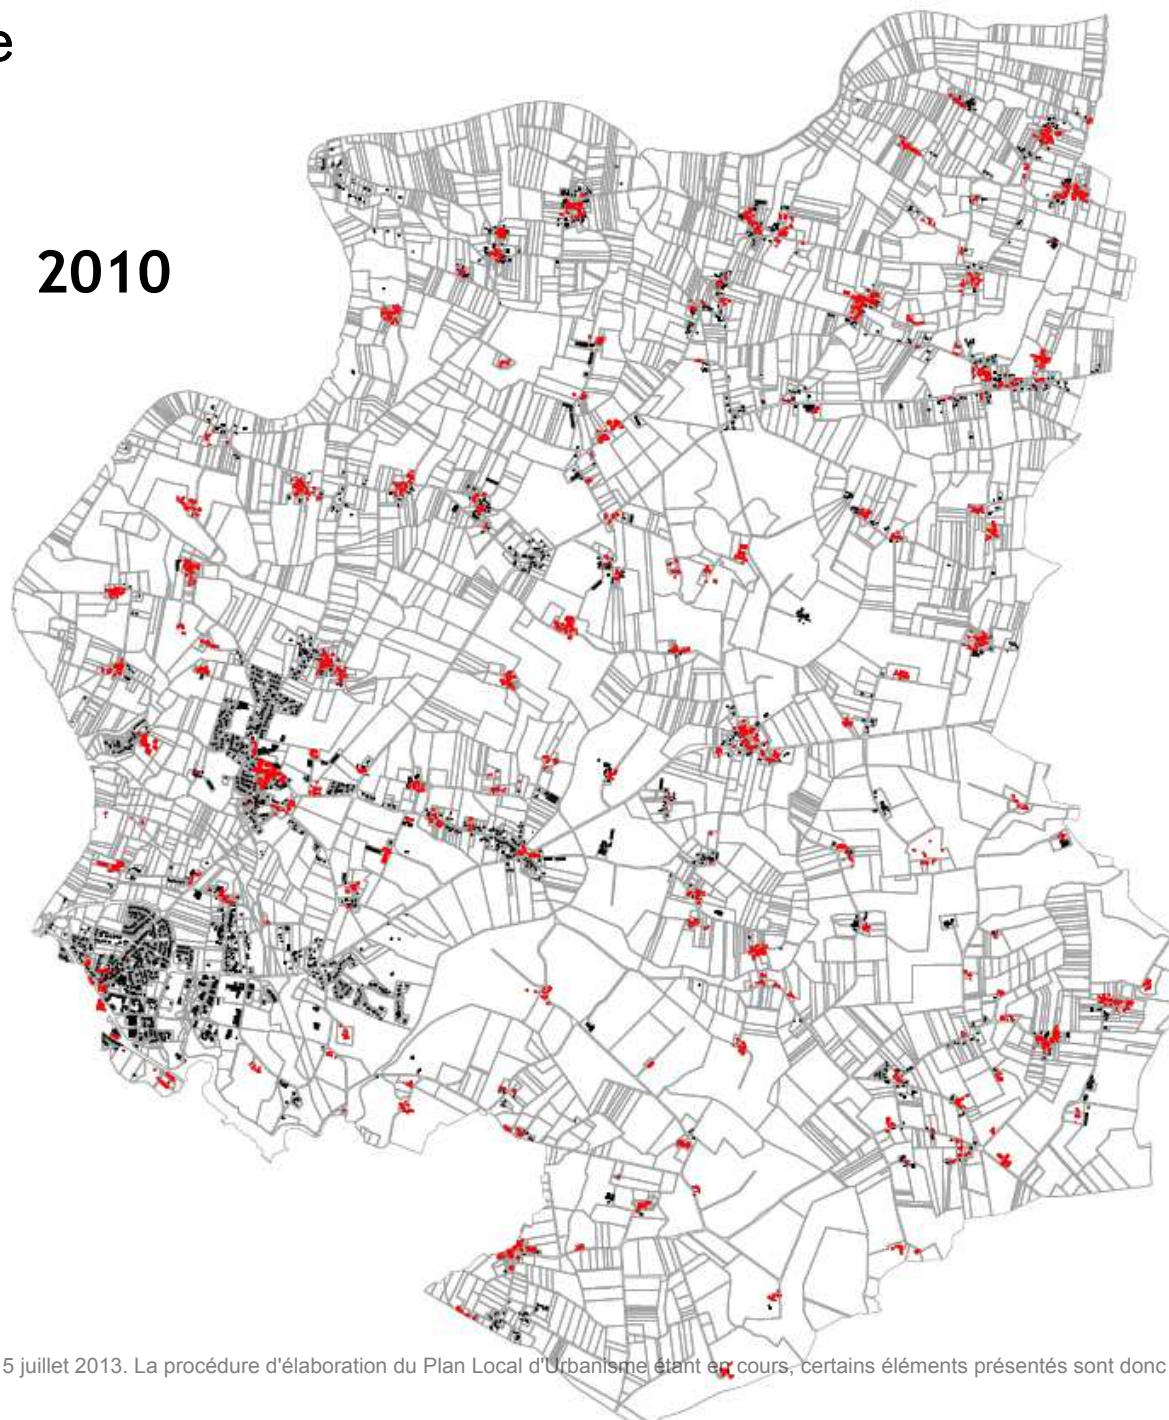 e
2010
5 juillet 2013. La procédure d'élaboration du Plan Local d'Urbanisme étant en cours, certains éléments présentés sont donc